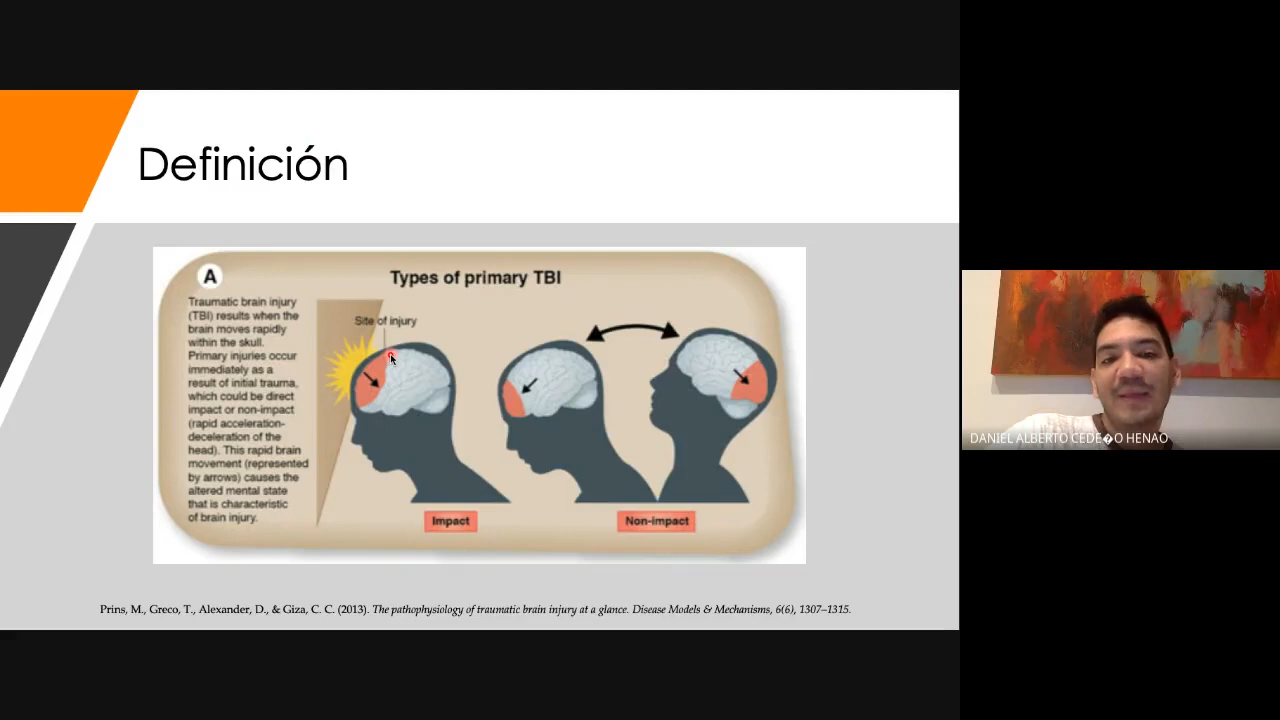 Definición
A
Types of primary TBI
Traumatic brain injury
(TBI) results when the
brain moves rapidly
within the skull.
Primary injuries occur
immediately as a
result of initial trauma,
which could be direct
impact or non-impact
(rapid acceleration-
deceleration of the
head). This rapid brain
movement (represented
by arrows) causes the
altered mental state
that is characteristic
of brain injury.
Site of injury
Impact
Non-impact
Prins, M., Greco, T., Alexander, D., & Giza, C. C. (2013). The pathophysiology of traumatic brain injury at a glance. Disease Models & Mechanisms, 6(6), 1307–1315.
DANIEL ALBERTO CEDE�O HENAO